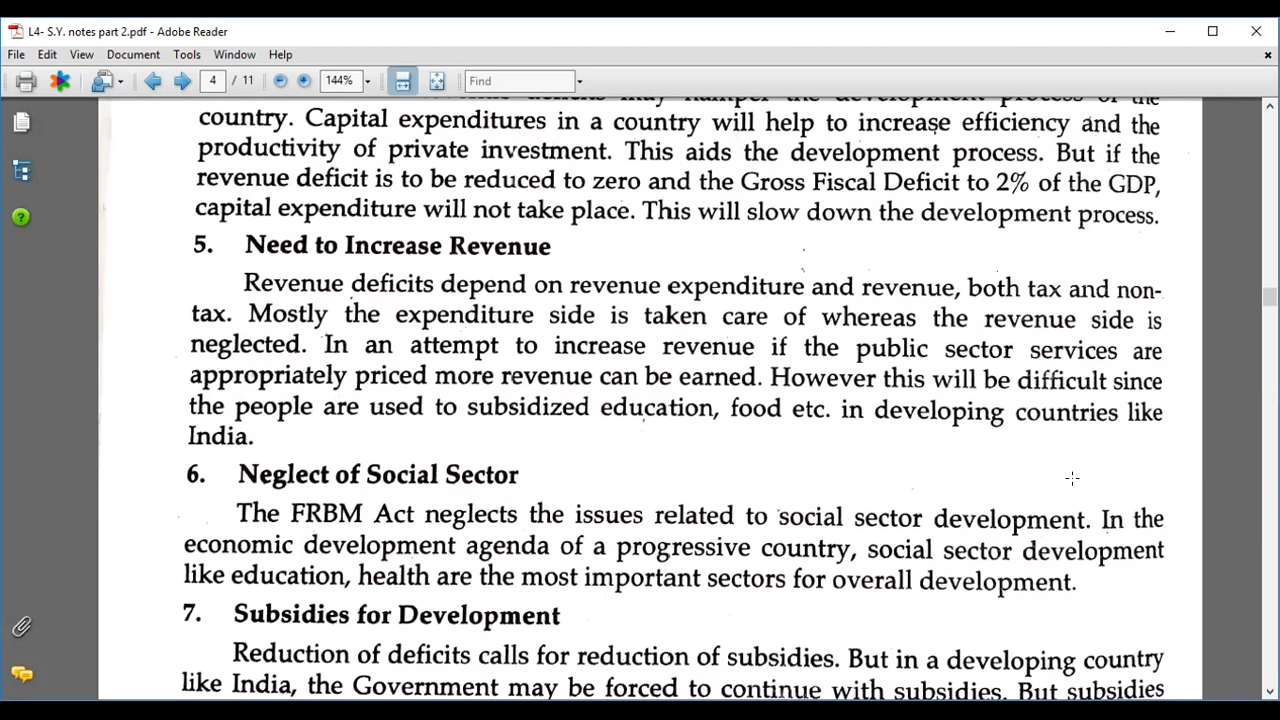 L4- S.Y. notes part 2.pdf - Adobe Reader
File Edit View Document Tools Window Help
4 / 11 144% Find
deficits may hamper the development process of the
country. Capital expenditures in a country will help to increase efficiency and the
productivity of private investment. This aids the development process. But if the
revenue deficit is to be reduced to zero and the Gross Fiscal Deficit to 2% of the GDP,
capital expenditure will not take place. This will slow down the development process.
5. Need to Increase Revenue
Revenue deficits depend on revenue expenditure and revenue, both tax and non-
tax. Mostly the expenditure side is taken care of whereas the revenue side is
neglected. In an attempt to increase revenue if the public sector services are
appropriately priced more revenue can be earned. However this will be difficult since
the people are used to subsidized education, food etc. in developing countries like
India.
6. Neglect of Social Sector
The FRBM Act neglects the issues related to social sector development. In the
economic development agenda of a progressive country, social sector development
like education, health are the most important sectors for overall development.
7. Subsidies for Development
Reduction of deficits calls for reduction of subsidies. But in a developing country
like India, the Government may be forced to continue with subsidies. But subsidies